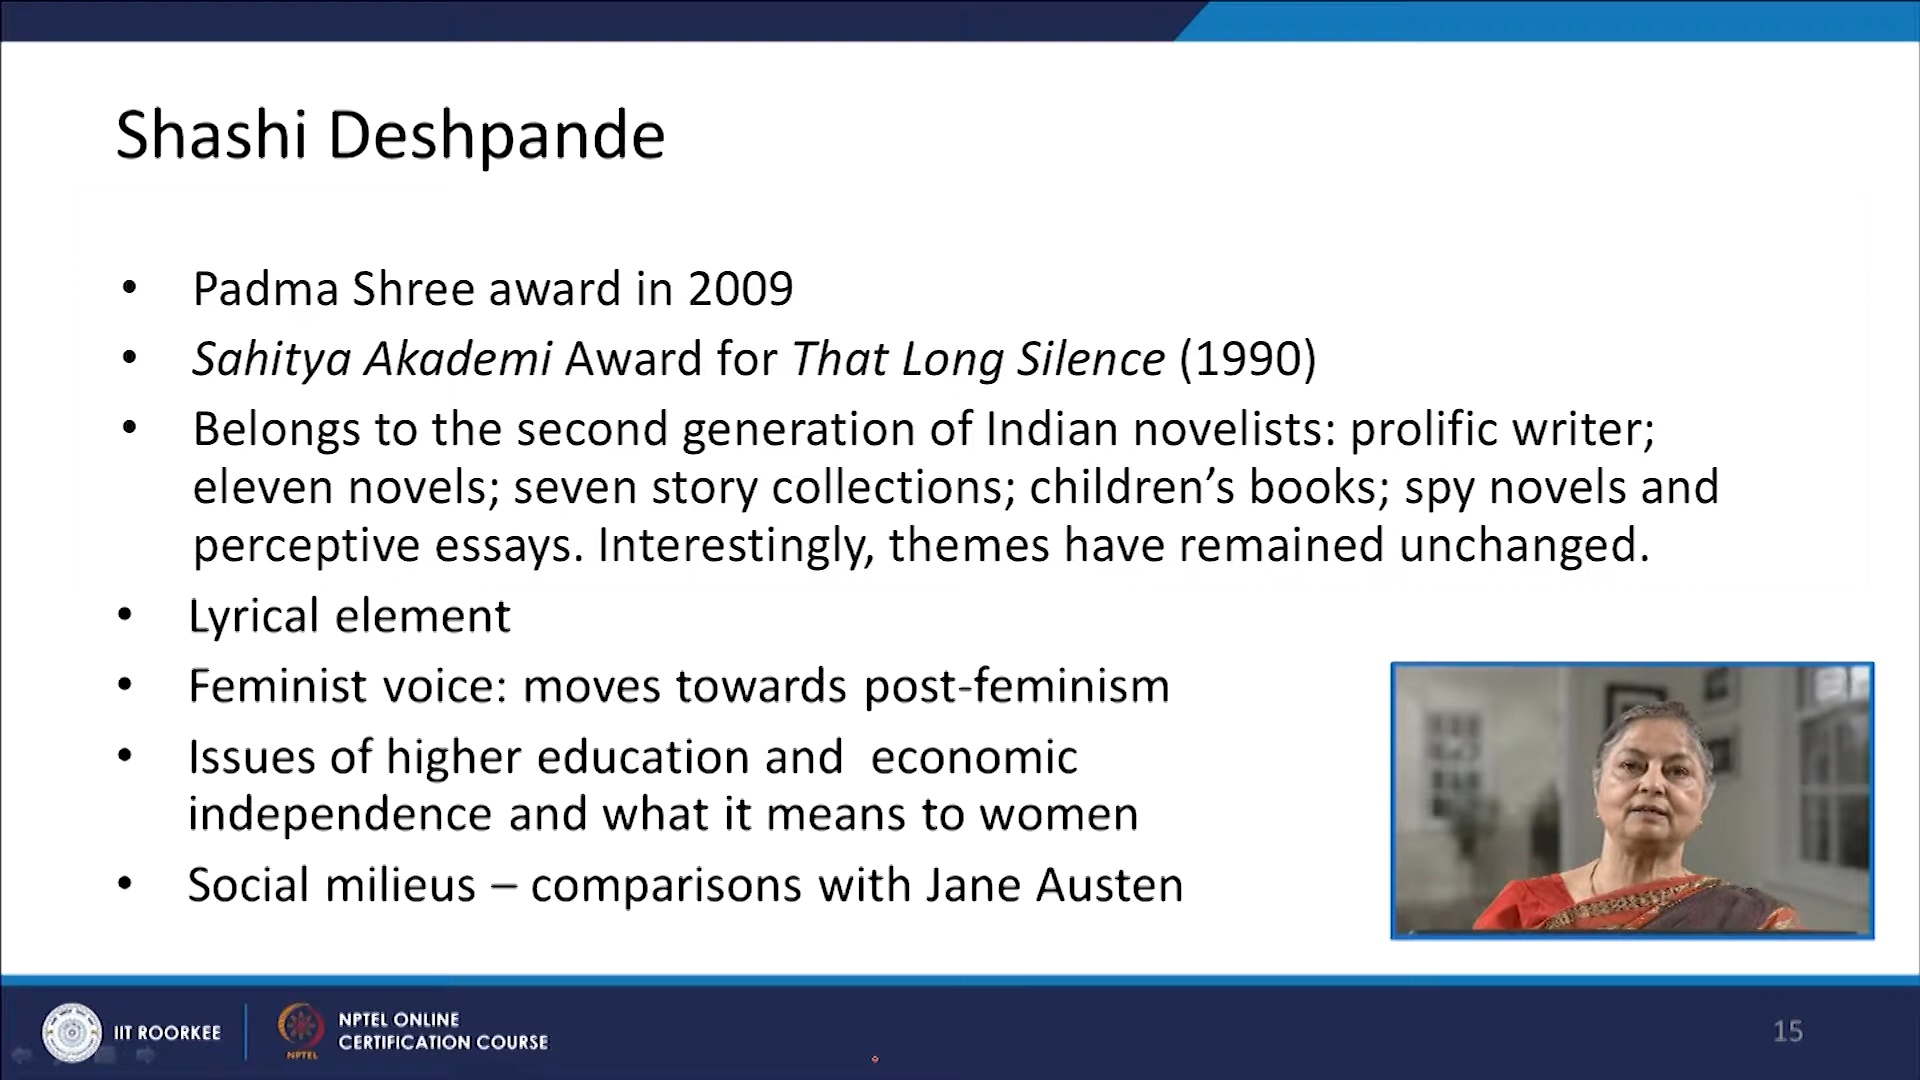 Shashi Deshpande
• Padma Shree award in 2009
• Sahitya Akademi Award for That Long Silence (1990)
• Belongs to the second generation of Indian novelists: prolific writer;
eleven novels; seven story collections; children’s books; spy novels and
perceptive essays. Interestingly, themes have remained unchanged.
• Lyrical element
• Feminist voice: moves towards post-feminism
• Issues of higher education and  economic
independence and what it means to women
• Social milieus – comparisons with Jane Austen
IIT ROORKEE
NPTEL
NPTEL ONLINE
CERTIFICATION COURSE
15